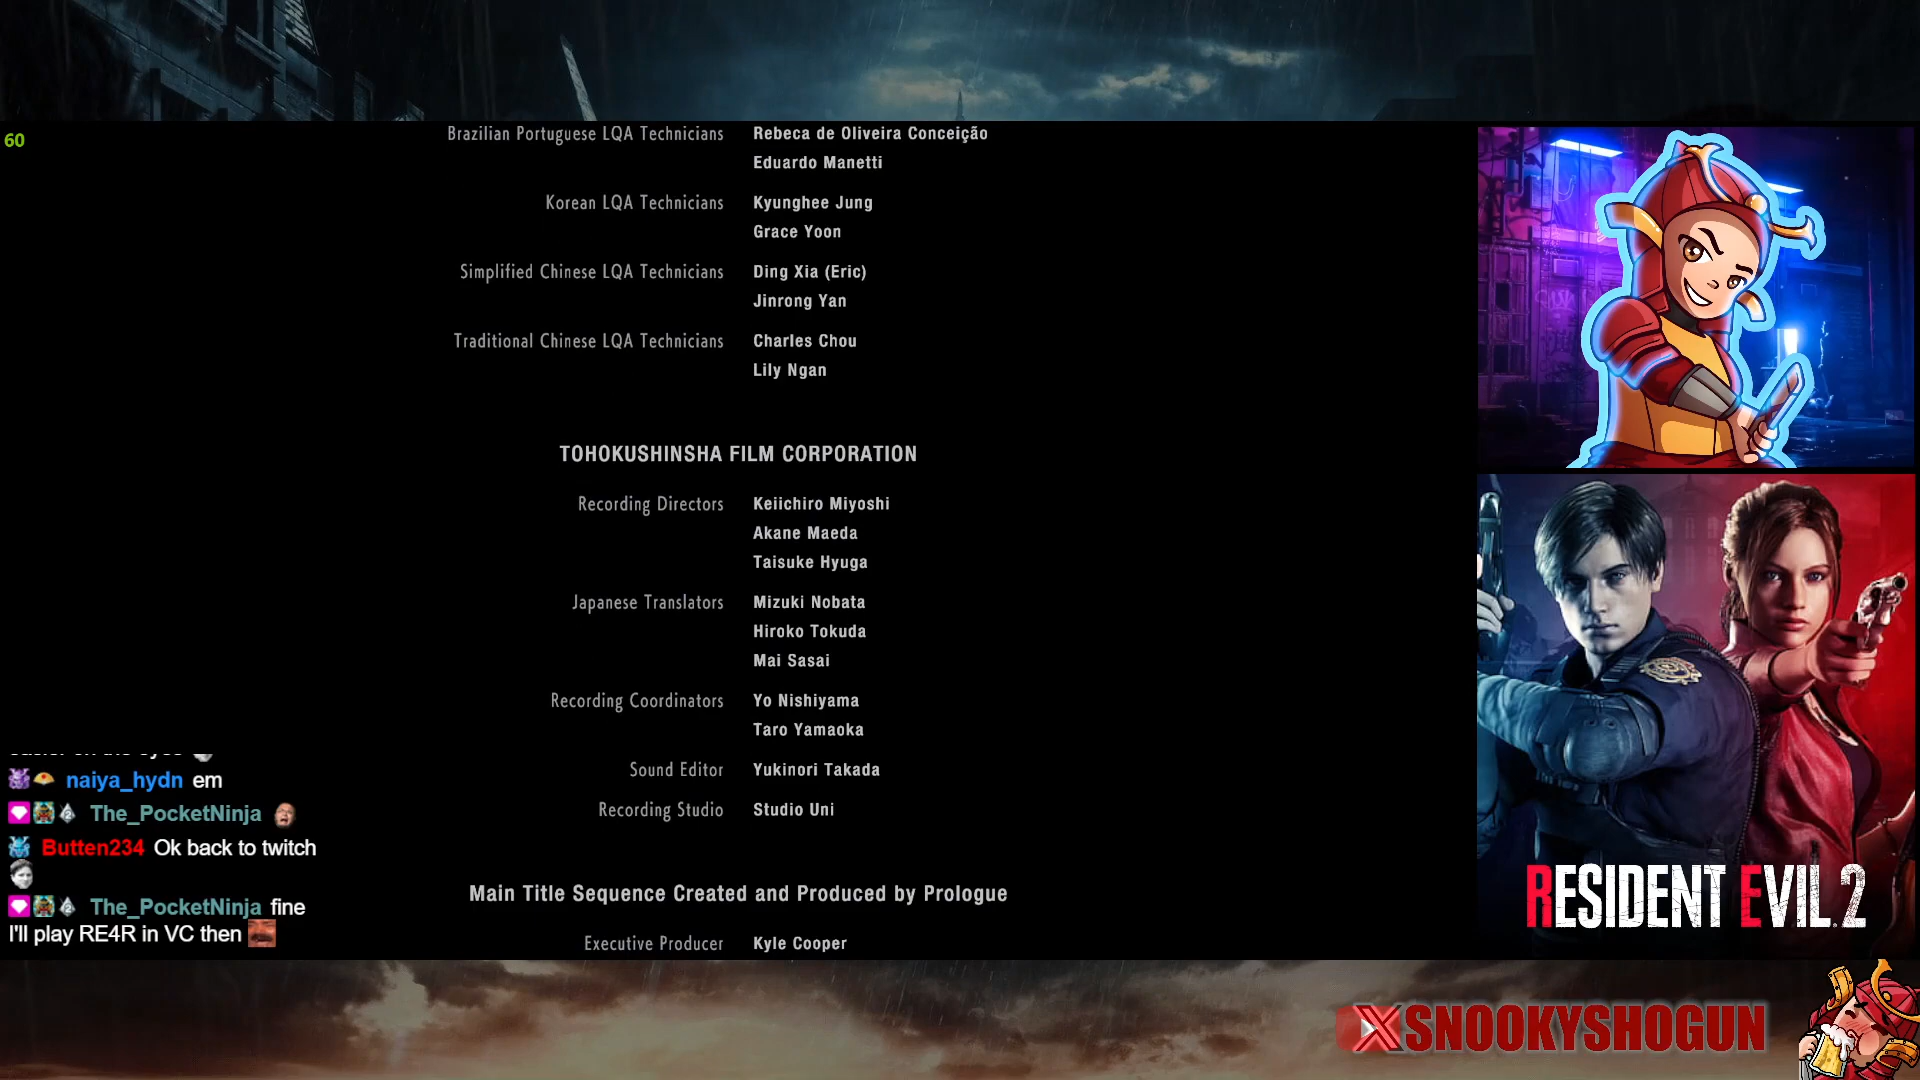 60
Brazilian Portuguese LQA Technicians Rebeca de Oliveira Conceição
Eduardo Manetti
Korean LQA Technicians Kyunghee Jung
Grace Yoon
Simplified Chinese LQA Technicians Ding Xia (Eric)
Jinrong Yan
Traditional Chinese LQA Technicians Charles Chou
Lily Ngan
TOHOKUSHINSHA FILM CORPORATION
Recording Directors Keiichiro Miyoshi
Akane Maeda
Taisuke Hyuga
Japanese Translators Mizuki Nobata
Hiroko Tokuda
Mai Sasai
Recording Coordinators Yo Nishiyama
Taro Yamaoka
Sound Editor Yukinori Takada
Recording Studio Studio Uni
Main Title Sequence Created and Produced by Prologue
Executive Producer Kyle Cooper
naiya_hydn em
The_PocketNinja
Butten234 Ok back to twitch
The_PocketNinja fine
I'll play RE4R in VC then
RESIDENT EVIL.2
SNOOKYSHOGUN